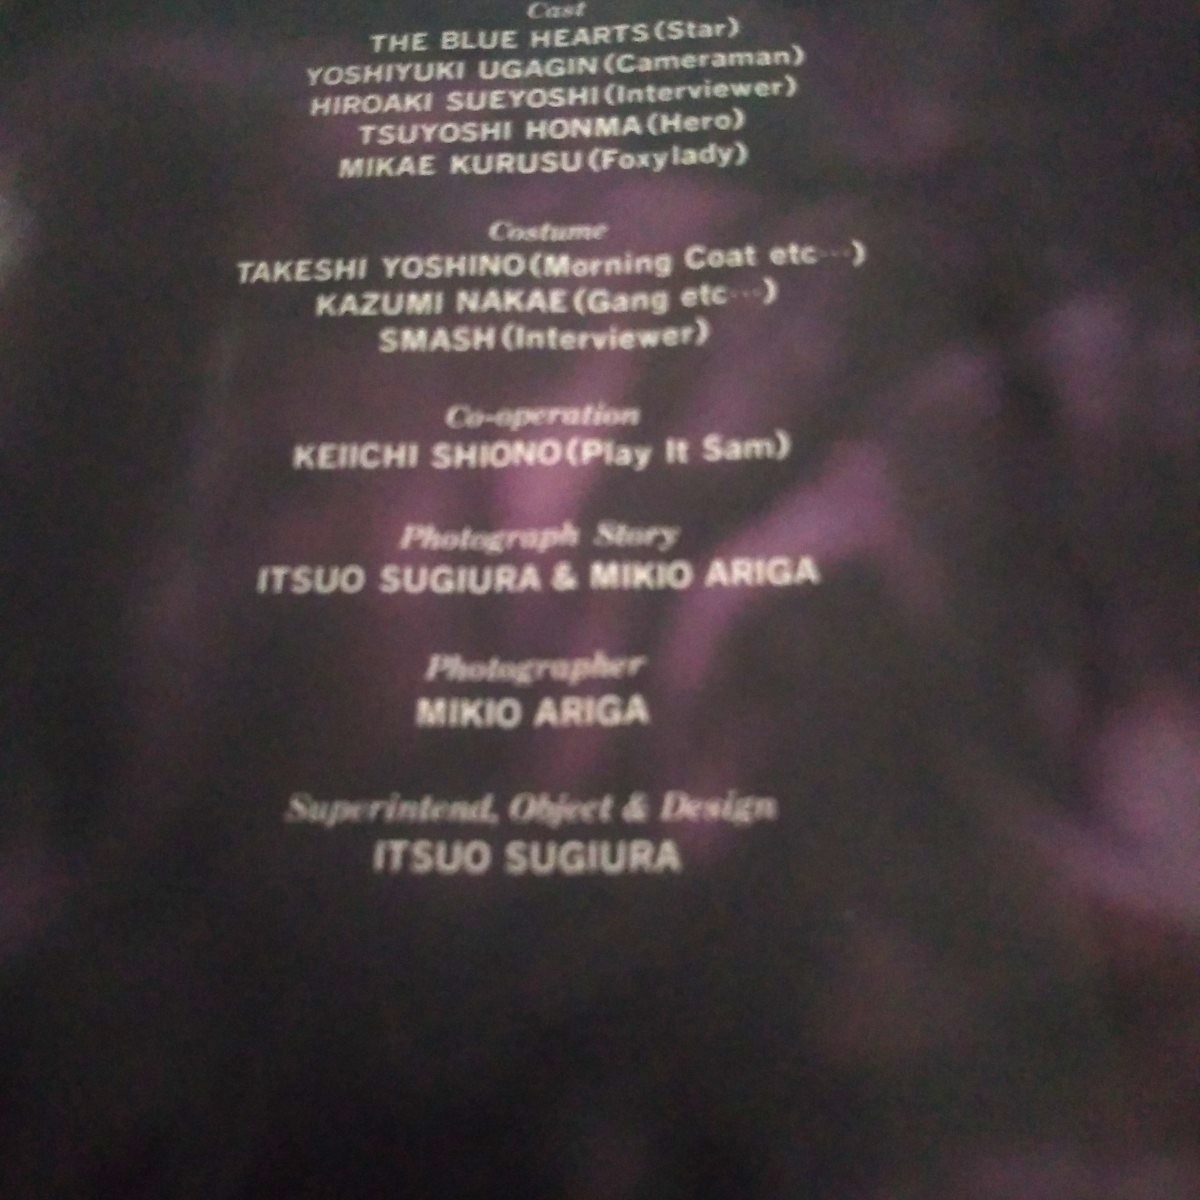 Cast
THE BLUE HEARTS(Star)
YOSHIYUKI UGAGIN(Cameraman)
HIROAKI SUEYOSHI(Interviewer)
TSUYOSHI HONMA(Hero)
MIKAE KURUSU(Foxylady)
Costume
TAKESHI YOSHINO(Morning Coat etc…)
KAZUMI NAKAE(Gang etc…)
SMASH(Interviewer)
Co-operation
KEIICHI SHIONO(Play It Sam)
Photograph Story
ITSUO SUGIURA & MIKIO ARIGA
Photographer
MIKIO ARIGA
Superintend, Object & Design
ITSUO SUGIURA